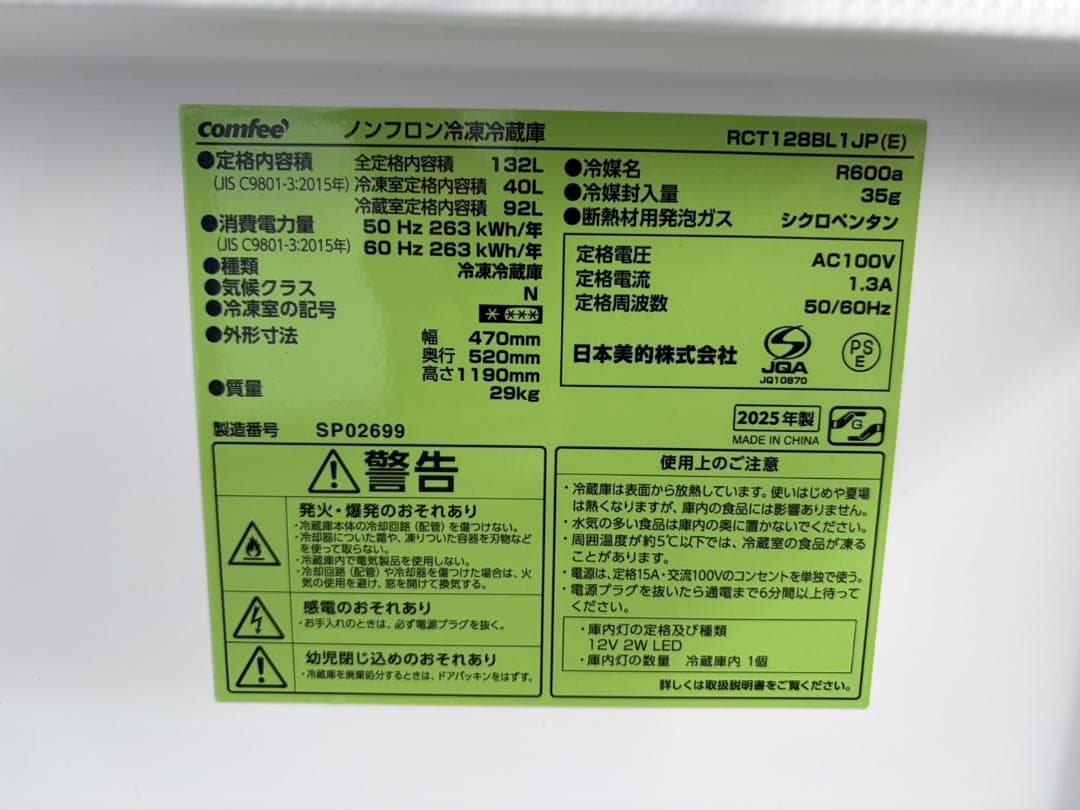 comfee' ノンフロン冷凍冷蔵庫 RCT128BL1JP(E)
●定格内容積 全定格内容積 132L
(JIS C9801-3:2015年) 冷凍室定格内容積 40L
冷蔵室定格内容積 92L
●消費電力量 50 Hz 263 kWh/年
(JIS C9801-3:2015年) 60 Hz 263 kWh/年
●種類 冷凍冷蔵庫
●気候クラス N
●冷凍室の記号
●外形寸法 幅 470mm
奥行 520mm
高さ 1190mm
●質量 29kg
製造番号 SP02699
●冷媒名 R600a
●冷媒封入量 35g
●断熱材用発泡ガス シクロペンタン
定格電圧 AC100V
定格電流 1.3A
定格周波数 50/60Hz
日本美的株式会社
JQA
JQ10870
PS
E
2025年製
MADE IN CHINA
G
警告
発火・爆発のおそれあり
・冷蔵庫本体の冷却回路(配管)を傷つけない。
・冷却器についた霜や、凍りついた容器を刃物など
を使って取らない。
・冷蔵庫内で電気製品を使用しない。
・冷却回路(配管)や冷却器を傷つけた場合は、火
気の使用を避け、窓を開けて換気する。
感電のおそれあり
・お手入れのときは、必ず電源プラグを抜く。
幼児閉じ込めのおそれあり
・冷蔵庫を廃棄処分するときは、ドアパッキンをはずす。
使用上のご注意
・冷蔵庫は表面から放熱しています。使いはじめや夏場
は熱くなりますが、庫内の食品には影響ありません。
・水気の多い食品は庫内の奥に置かないでください。
・周囲温度が約5℃以下では、冷蔵室の食品が凍る
ことがあります。
・電源は、定格15A・交流100Vのコンセントを単独で使う。
・電源プラグを抜いたら通電まで6分間以上待って
ください。
・庫内灯の定格及び種類
12V 2W LED
・庫内灯の数量 冷蔵庫内 1個
詳しくは取扱説明書をご覧ください。